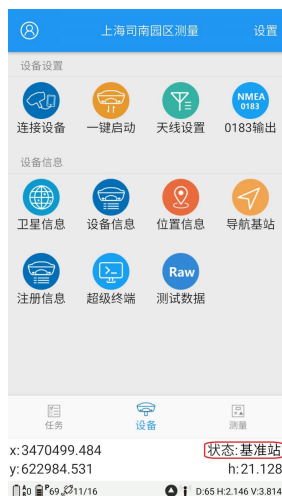 上海司南园区测量 设置
设备设置
连接设备 一键启动 天线设置 0183输出
NMEA
0183
设备信息
卫星信息 设备信息 位置信息 导航基站
Raw
注册信息 超级终端 测试数据
任务 设备 测量
x:3470499.484 状态:基准站
y:622984.531 h:21.128
0 P69 11/16 D:65 H:2.146 V:3.814